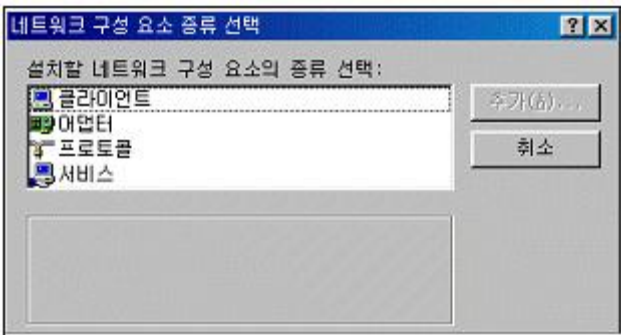 네트워크 구성 요소 종류 선택
설치할 네트워크 구성 요소의 종류 선택:
클라이언트
어댑터
프로토콜
서비스
추가(A)...
취소